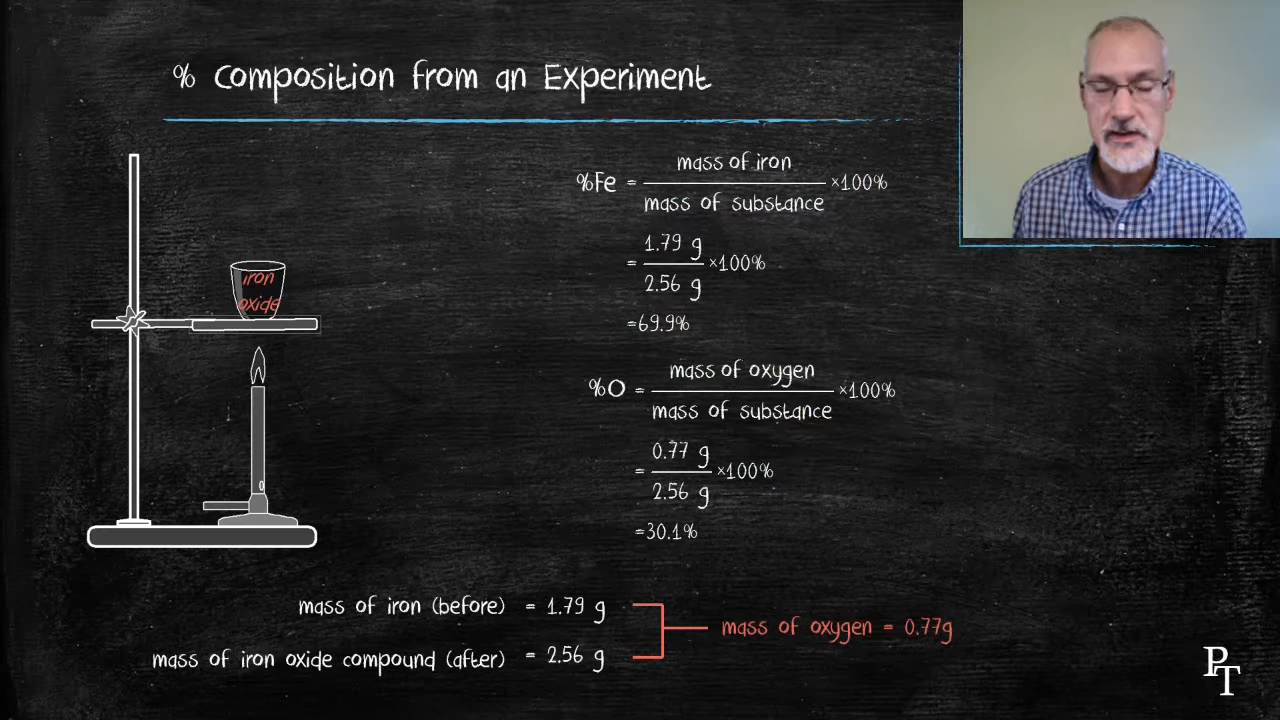 % Composition from an Experiment
iron
oxide
%Fe = mass of iron / mass of substance ×100%
= 1.79 g / 2.56 g ×100%
=69.9%
%O = mass of oxygen / mass of substance ×100%
= 0.77 g / 2.56 g ×100%
=30.1%
mass of iron (before) = 1.79 g
mass of iron oxide compound (after) = 2.56 g
mass of oxygen = 0.77g
PT